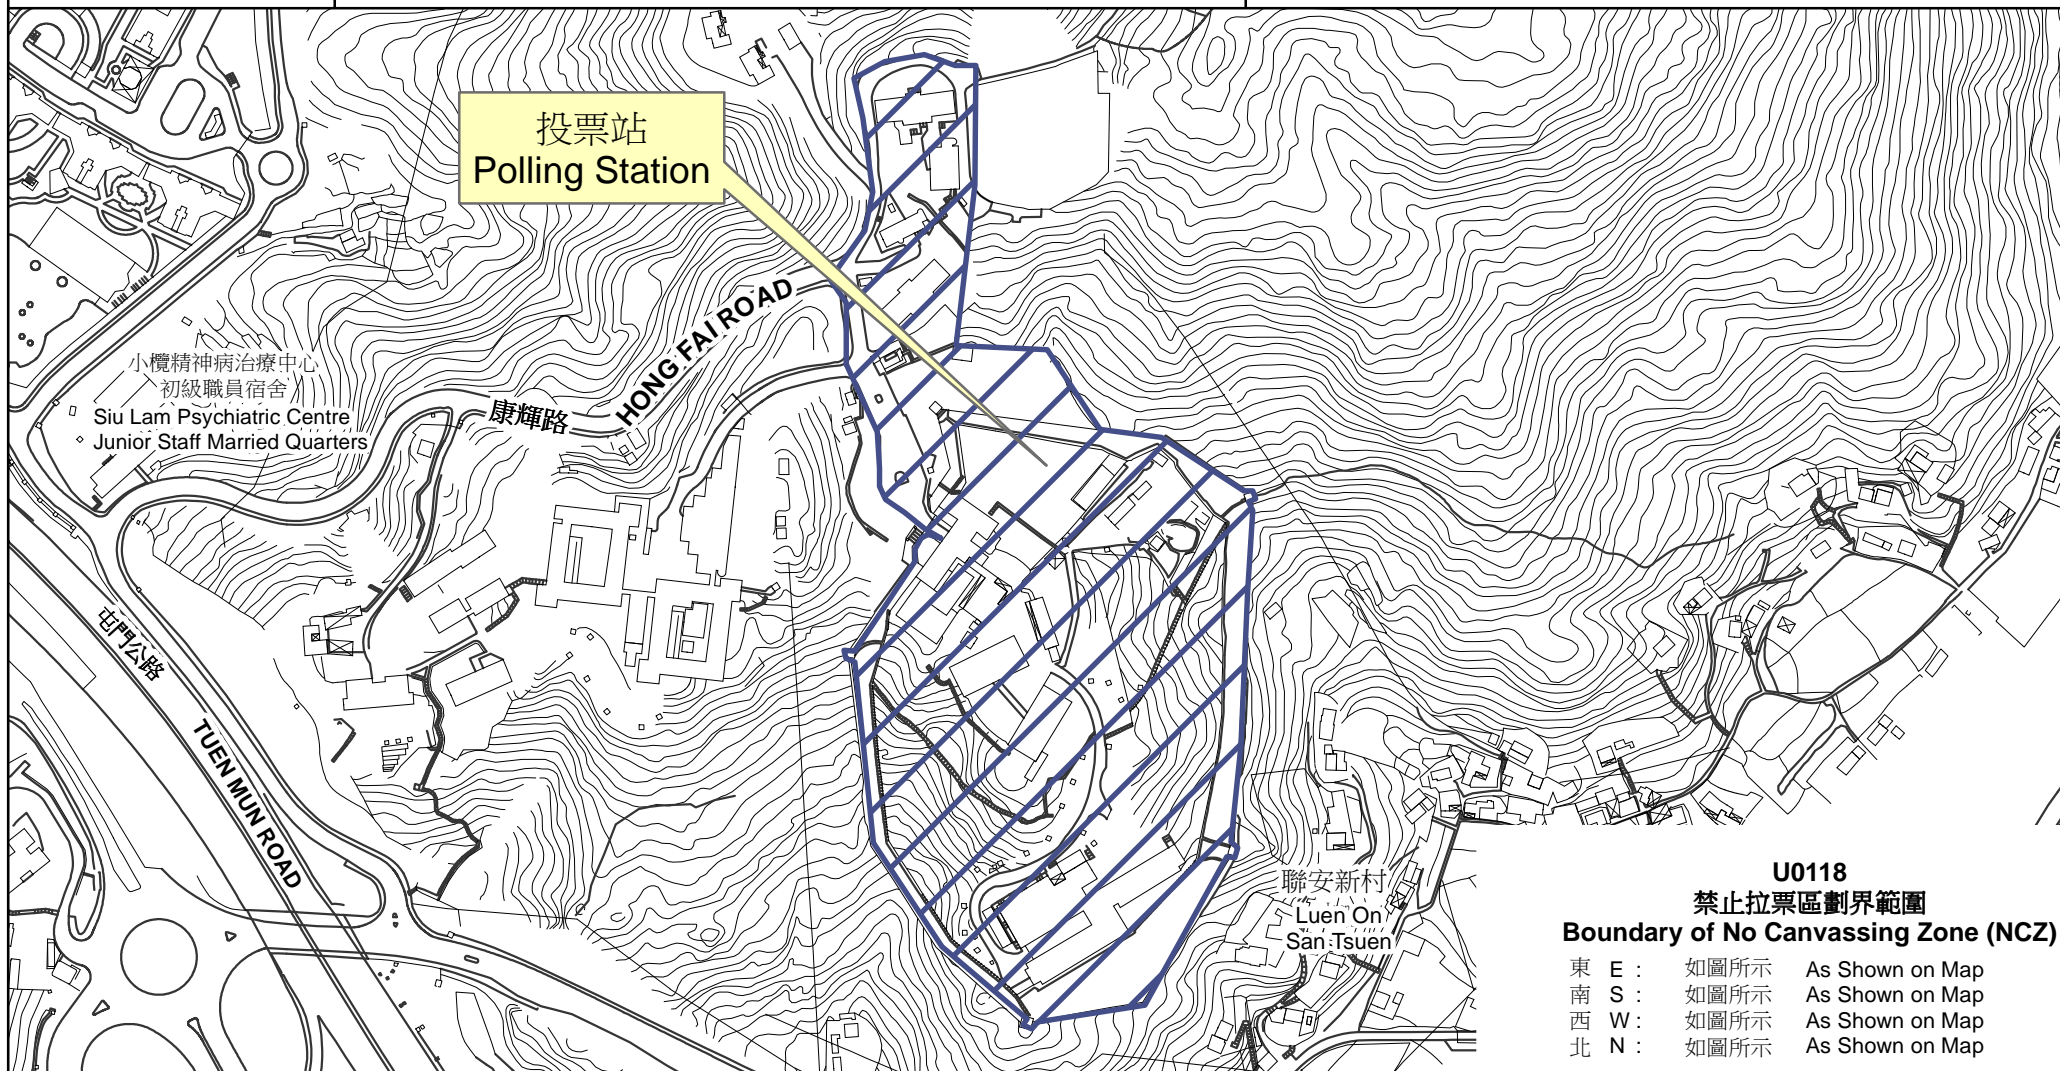 投票站
Polling Station
HONG FAI ROAD
康輝路
小欖精神病治療中心
初級職員宿舍
Siu Lam Psychiatric Centre
Junior Staff Married Quarters
屯門公路
TUEN MUN ROAD
聯安新村
Luen On
San Tsuen
U0118
禁止拉票區劃界範圍
Boundary of No Canvassing Zone (NCZ)
東 E : 如圖所示 As Shown on Map
南 S : 如圖所示 As Shown on Map
西 W : 如圖所示 As Shown on Map
北 N : 如圖所示 As Shown on Map